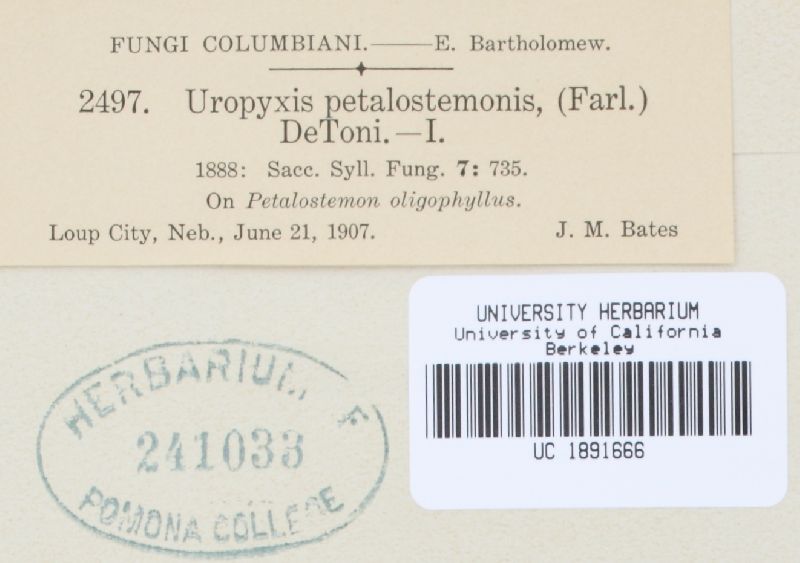 FUNGI COLUMBIANI.——E. Bartholomew.
2497. Uropyxis petalostemonis, (Farl.)
DeToni.—I.
1888: Sacc. Syll. Fung. 7: 735.
On Petalostemon oligophyllus.
Loup City, Neb., June 21, 1907. J. M. Bates
UNIVERSITY HERBARIUM
University of California
Berkeley
UC 1891666
HERBARIUM F
241033
POMONA COLLEGE